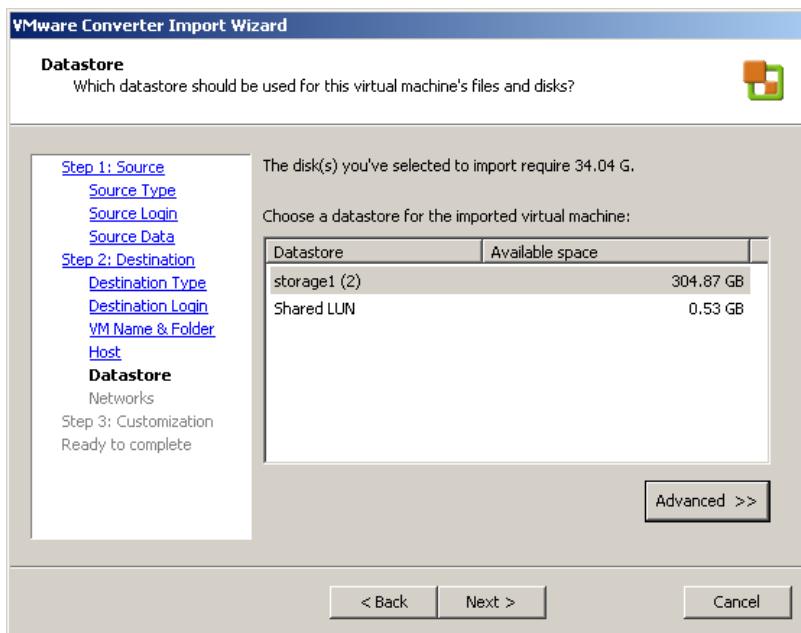 VMware Converter Import Wizard
Datastore
Which datastore should be used for this virtual machine's files and disks?
Step 1: Source
Source Type
Source Login
Source Data
Step 2: Destination
Destination Type
Destination Login
VM Name & Folder
Host
Datastore
Networks
Step 3: Customization
Ready to complete
The disk(s) you've selected to import require 34.04 G.
Choose a datastore for the imported virtual machine:
Datastore Available space
storage1 (2) 304.87 GB
Shared LUN 0.53 GB
Advanced >>
< Back Next > Cancel